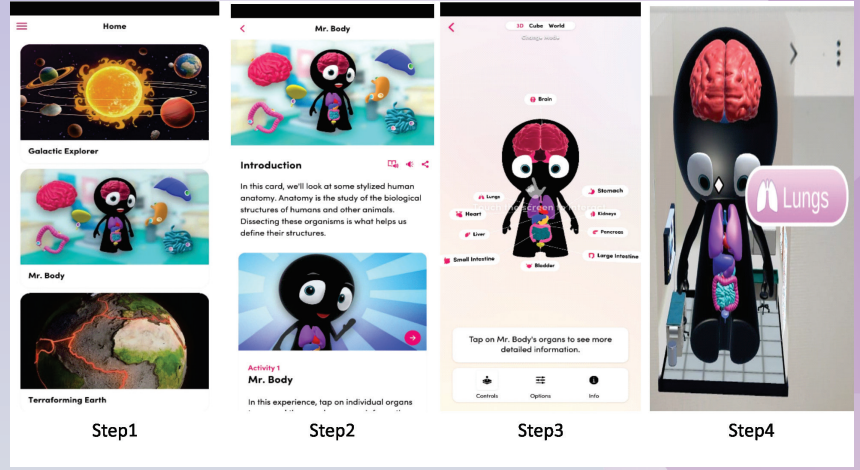 Home
Galactic Explorer
Mr. Body
Terraforming Earth
Step1
Mr. Body
Introduction
In this card, we'll look at some stylized human
anatomy. Anatomy is the study of the biological
structures of humans and other animals.
Dissecting these organisms is what helps us
define their structures.
Activity 1
Mr. Body
In this experience, tap on individual organs
Step2
3D Cube World
Change Mode
Brain
Lungs
Stomach
Heart
Kidneys
Liver
Pancreas
Small Intestine
Large Intestine
Bladder
Tap on Mr. Body's organs to see more
detailed information.
Controls
Options
Info
Step3
Lungs
Step4